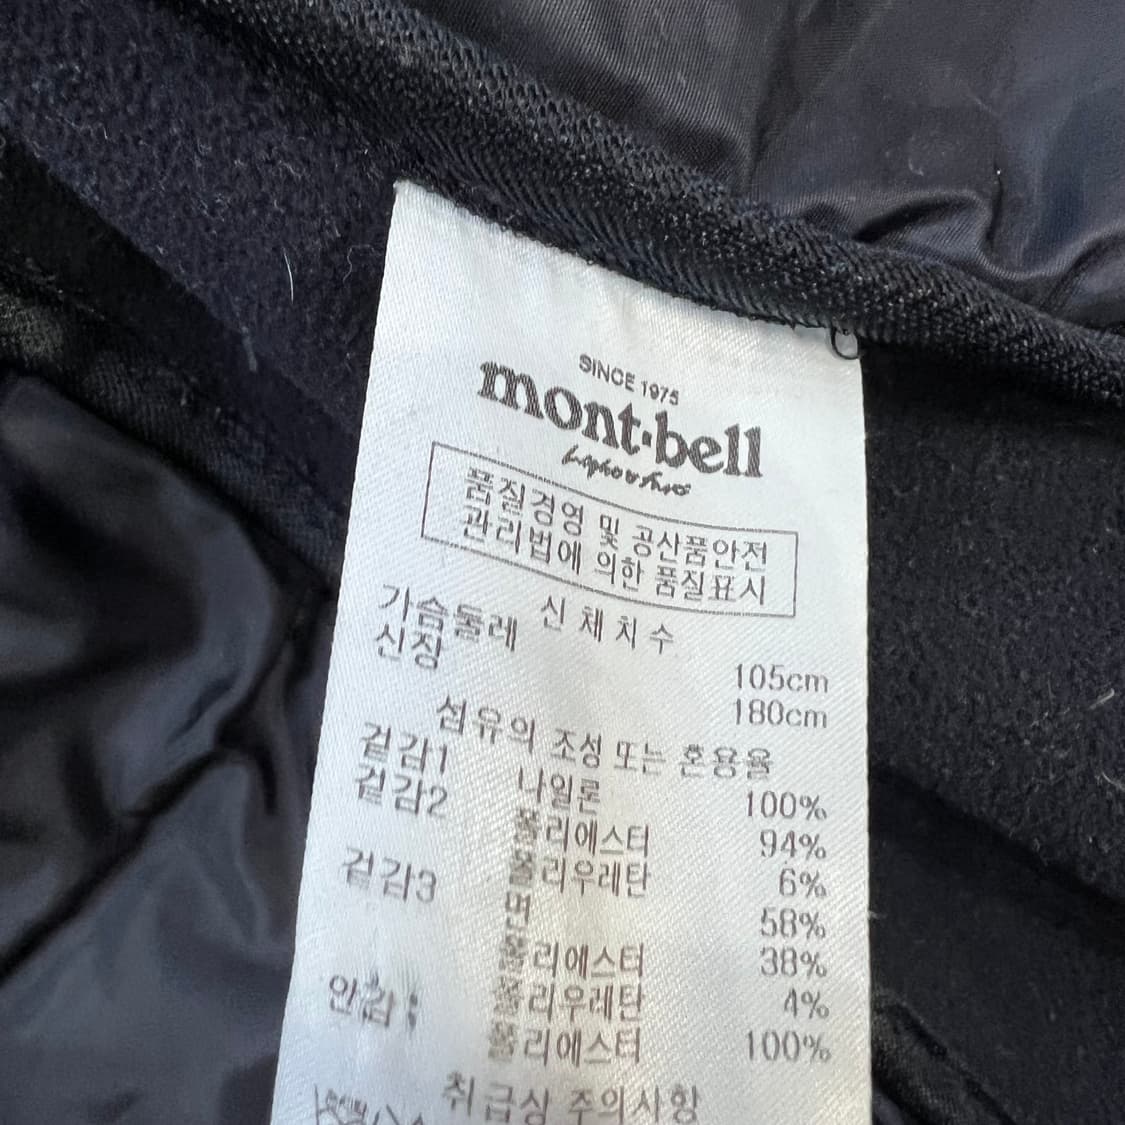 SINCE 1975
mont·bell
품질경영 및 공산품안전
관리법에 의한 품질표시
신체치수
가슴둘레 105cm
신장 180cm
섬유의 조성 또는 혼용율
겉감1 나일론 100%
겉감2 폴리에스터 94%
폴리우레탄 6%
겉감3 면 58%
폴리에스터 38%
폴리우레탄 4%
안감 폴리에스터 100%
취급상 주의사항